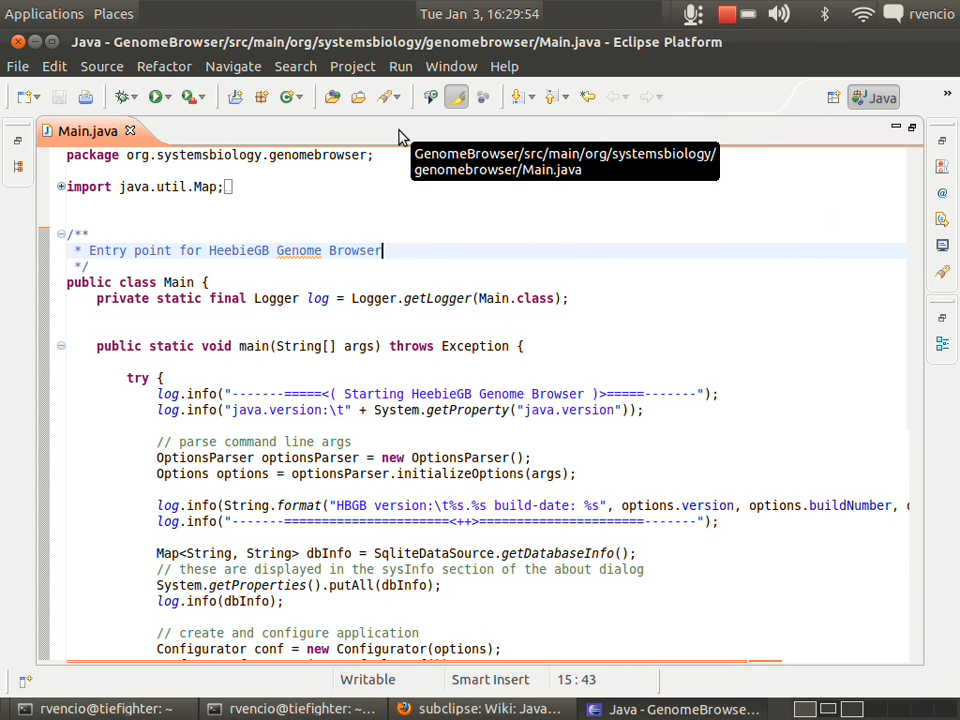 Applications Places Tue Jan 3, 16:29:54 rvencio
Java - GenomeBrowser/src/main/org/systemsbiology/genomebrowser/Main.java - Eclipse Platform
File Edit Source Refactor Navigate Search Project Run Window Help
Java »
Main.java
GenomeBrowser/src/main/org/systemsbiology/
genomebrowser/Main.java
package org.systemsbiology.genomebrowser;
import java.util.Map;
/**
* Entry point for HeebieGB Genome Browser
*/
public class Main {
private static final Logger log = Logger.getLogger(Main.class);
public static void main(String[] args) throws Exception {
try {
log.info("-------=====<( Starting HeebieGB Genome Browser )>=====-------");
log.info("java.version:\t" + System.getProperty("java.version"));
// parse command line args
OptionsParser optionsParser = new OptionsParser();
Options options = optionsParser.initializeOptions(args);
log.info(String.format("HBGB version:\t%s.%s build-date: %s", options.version, options.buildNumber,
log.info("-------======================<++>======================-------");
Map<String, String> dbInfo = SqliteDataSource.getDatabaseInfo();
// these are displayed in the sysInfo section of the about dialog
System.getProperties().putAll(dbInfo);
log.info(dbInfo);
// create and configure application
Configurator conf = new Configurator(options);
Writable Smart Insert 15 : 43
rvencio@tiefighter: ~ rvencio@tiefighter: ~... subclipse: Wiki: Java... Java - GenomeBrowse...